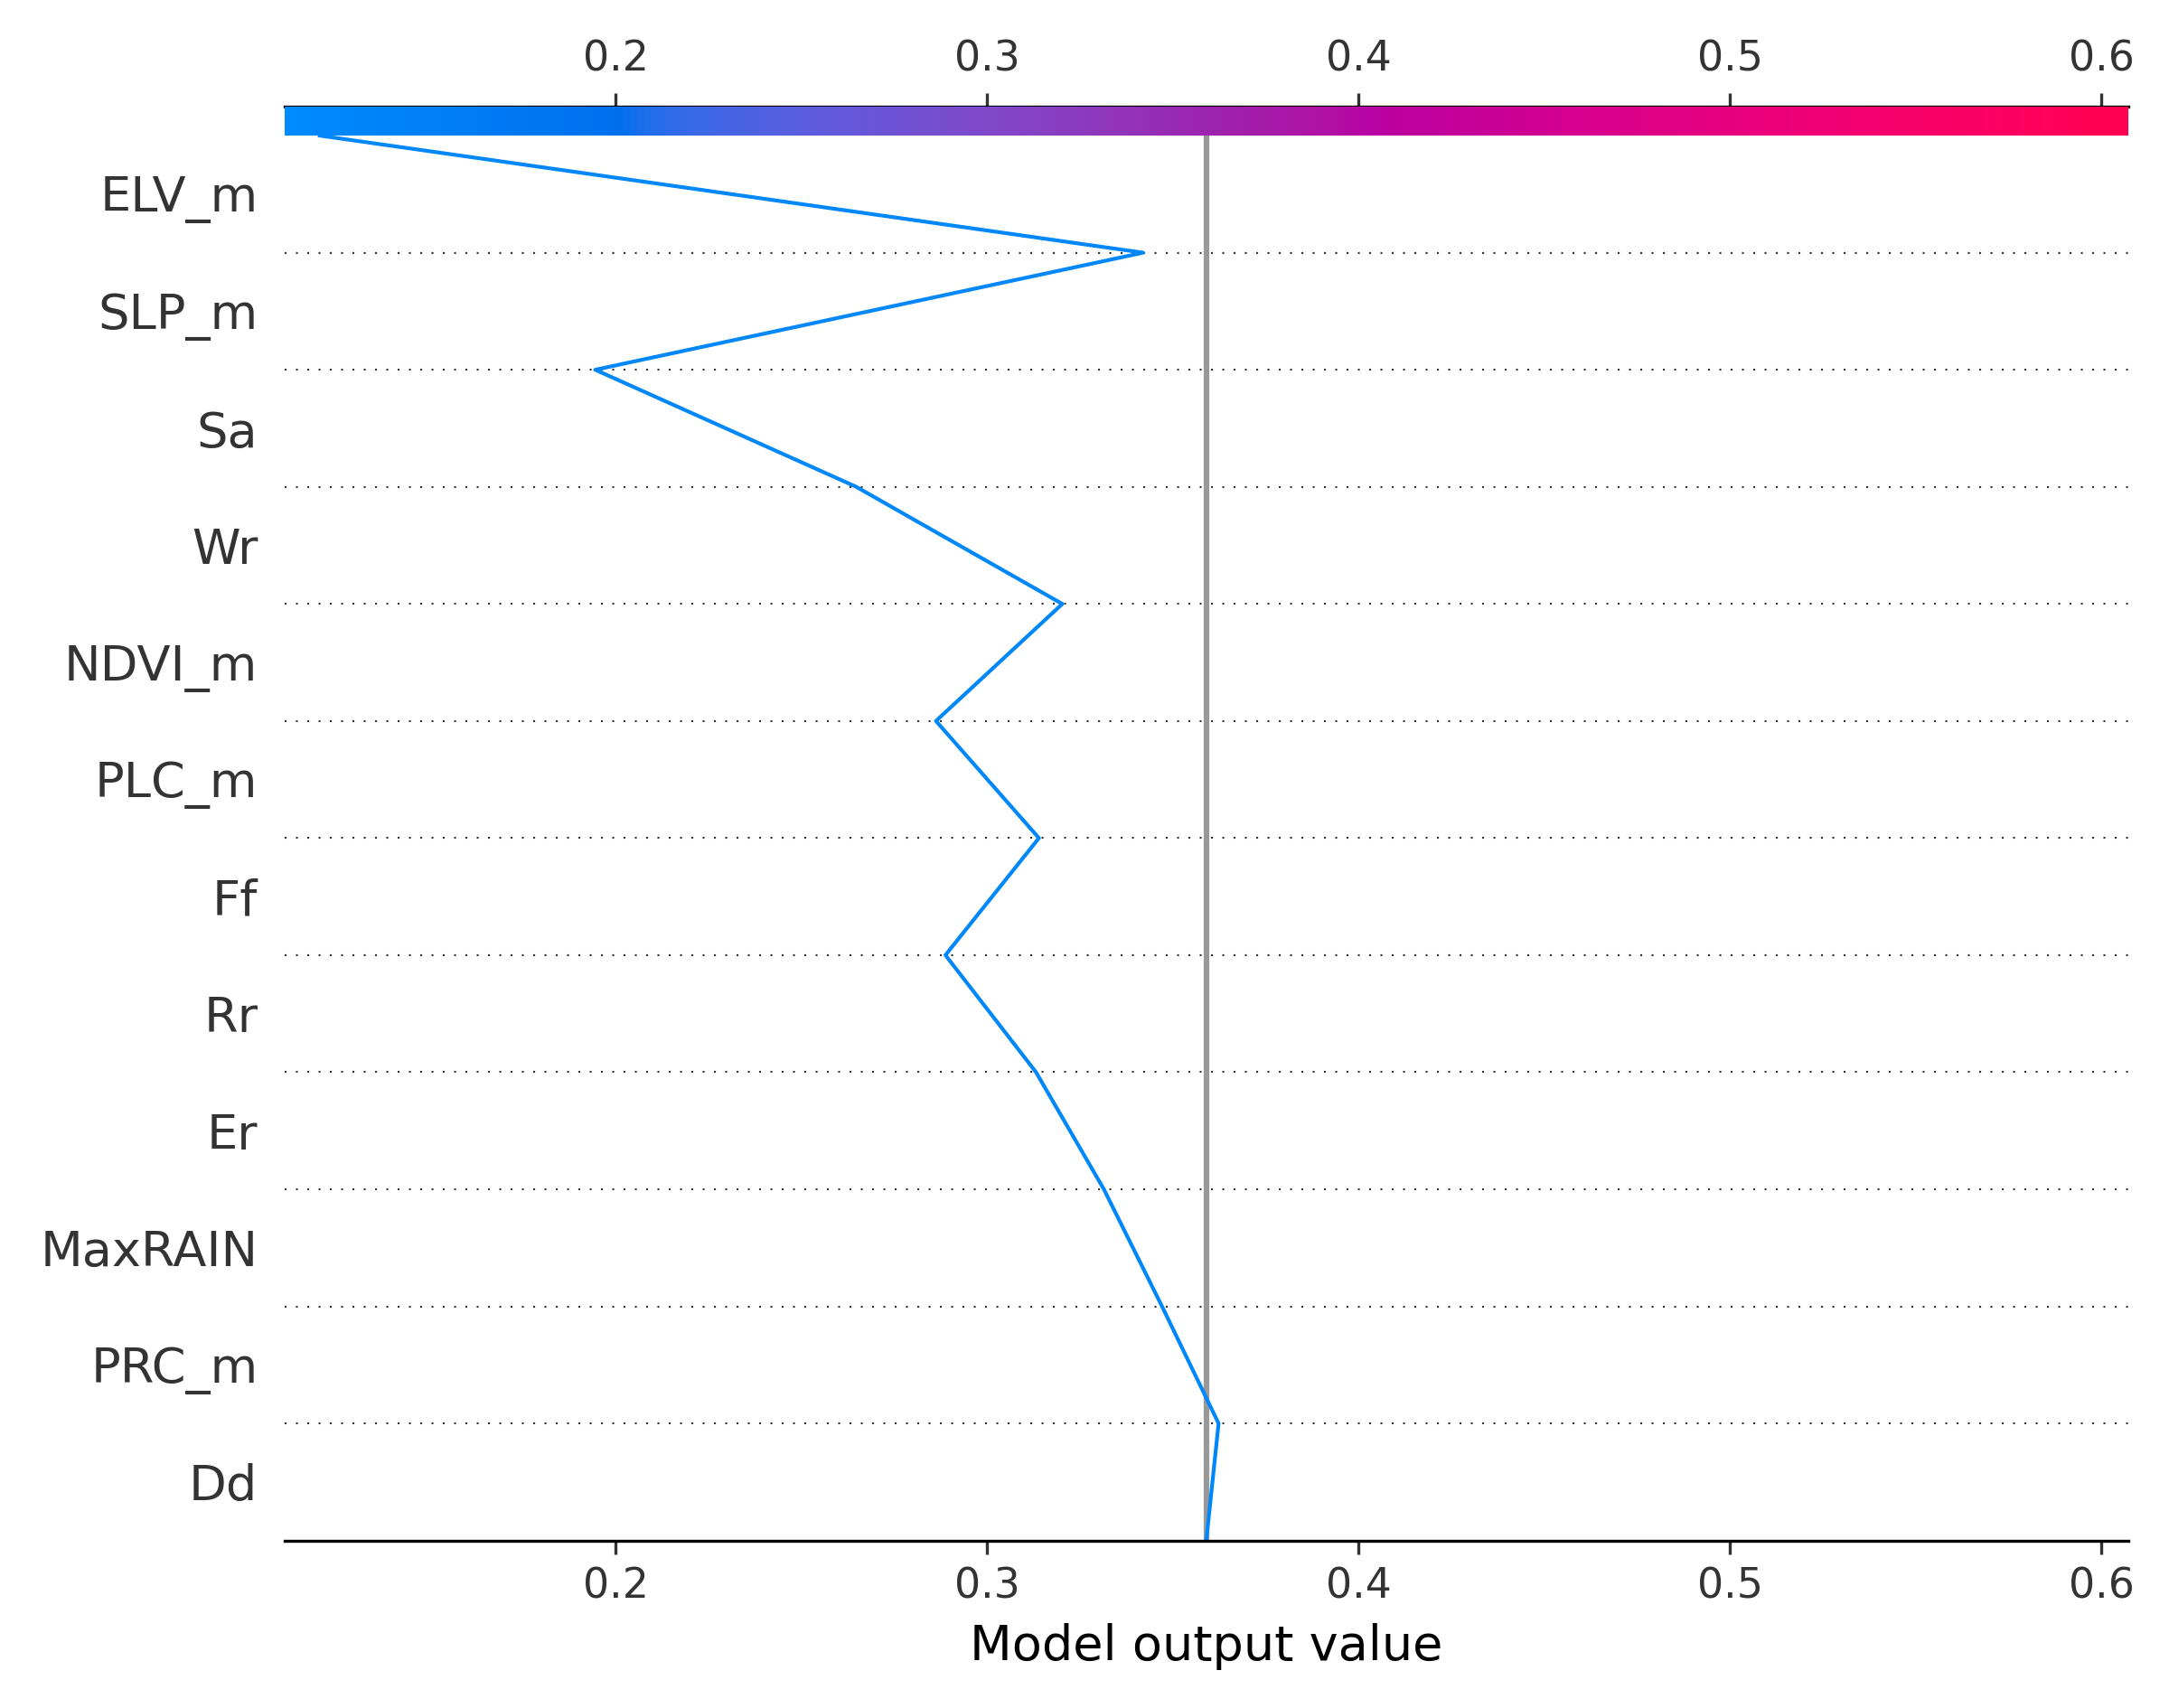 0.2 0.3 0.4 0.5 0.6
ELV_m
SLP_m
Sa
Wr
NDVI_m
PLC_m
Ff
Rr
Er
MaxRAIN
PRC_m
Dd
0.2 0.3 0.4 0.5 0.6
Model output value